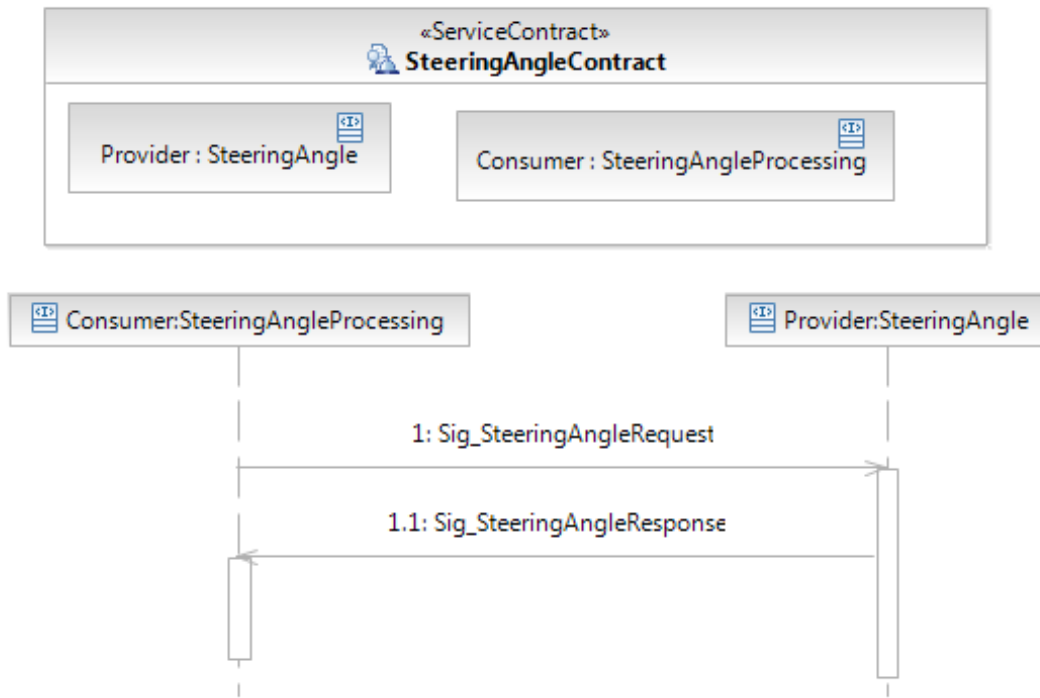 «ServiceContract»
SteeringAngleContract
Provider : SteeringAngle
Consumer : SteeringAngleProcessing
Consumer:SteeringAngleProcessing
Provider:SteeringAngle
1: Sig_SteeringAngleRequest
1.1: Sig_SteeringAngleResponse